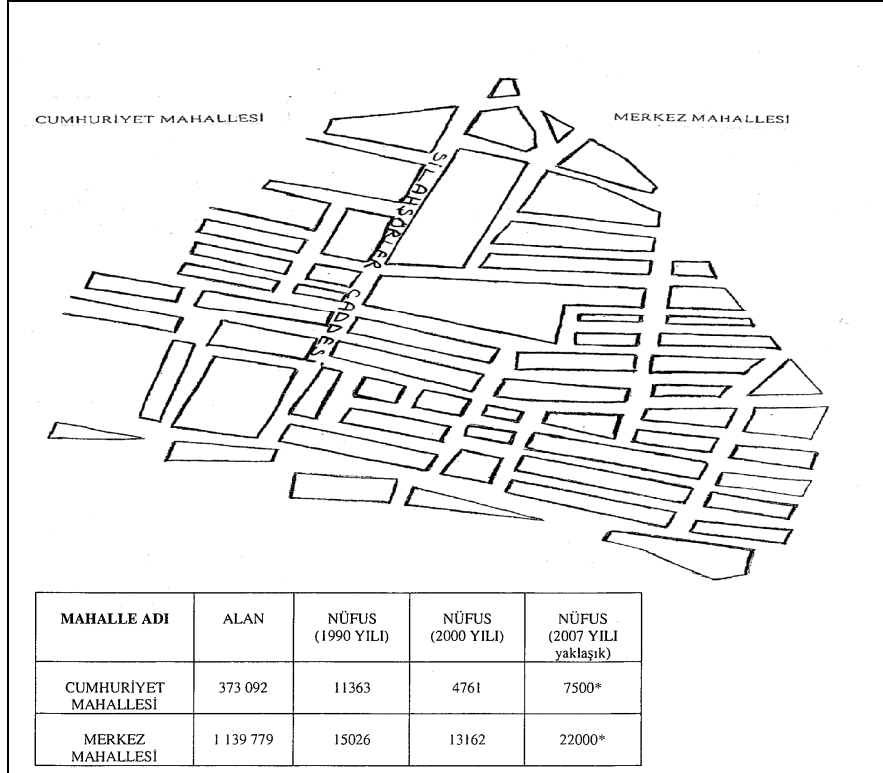 CUMHURİYET MAHALLESİ
MERKEZ MAHALLESİ
SİLAHŞÖRLER CADDESİ
MAHALLE ADI
ALAN
NÜFUS
(1990 YILI)
NÜFUS
(2000 YILI)
NÜFUS
(2007 YILI
yaklaşık)
CUMHURİYET
MAHALLESİ
373 092
11363
4761
7500*
MERKEZ
MAHALLESİ
1 139 779
15026
13162
22000*